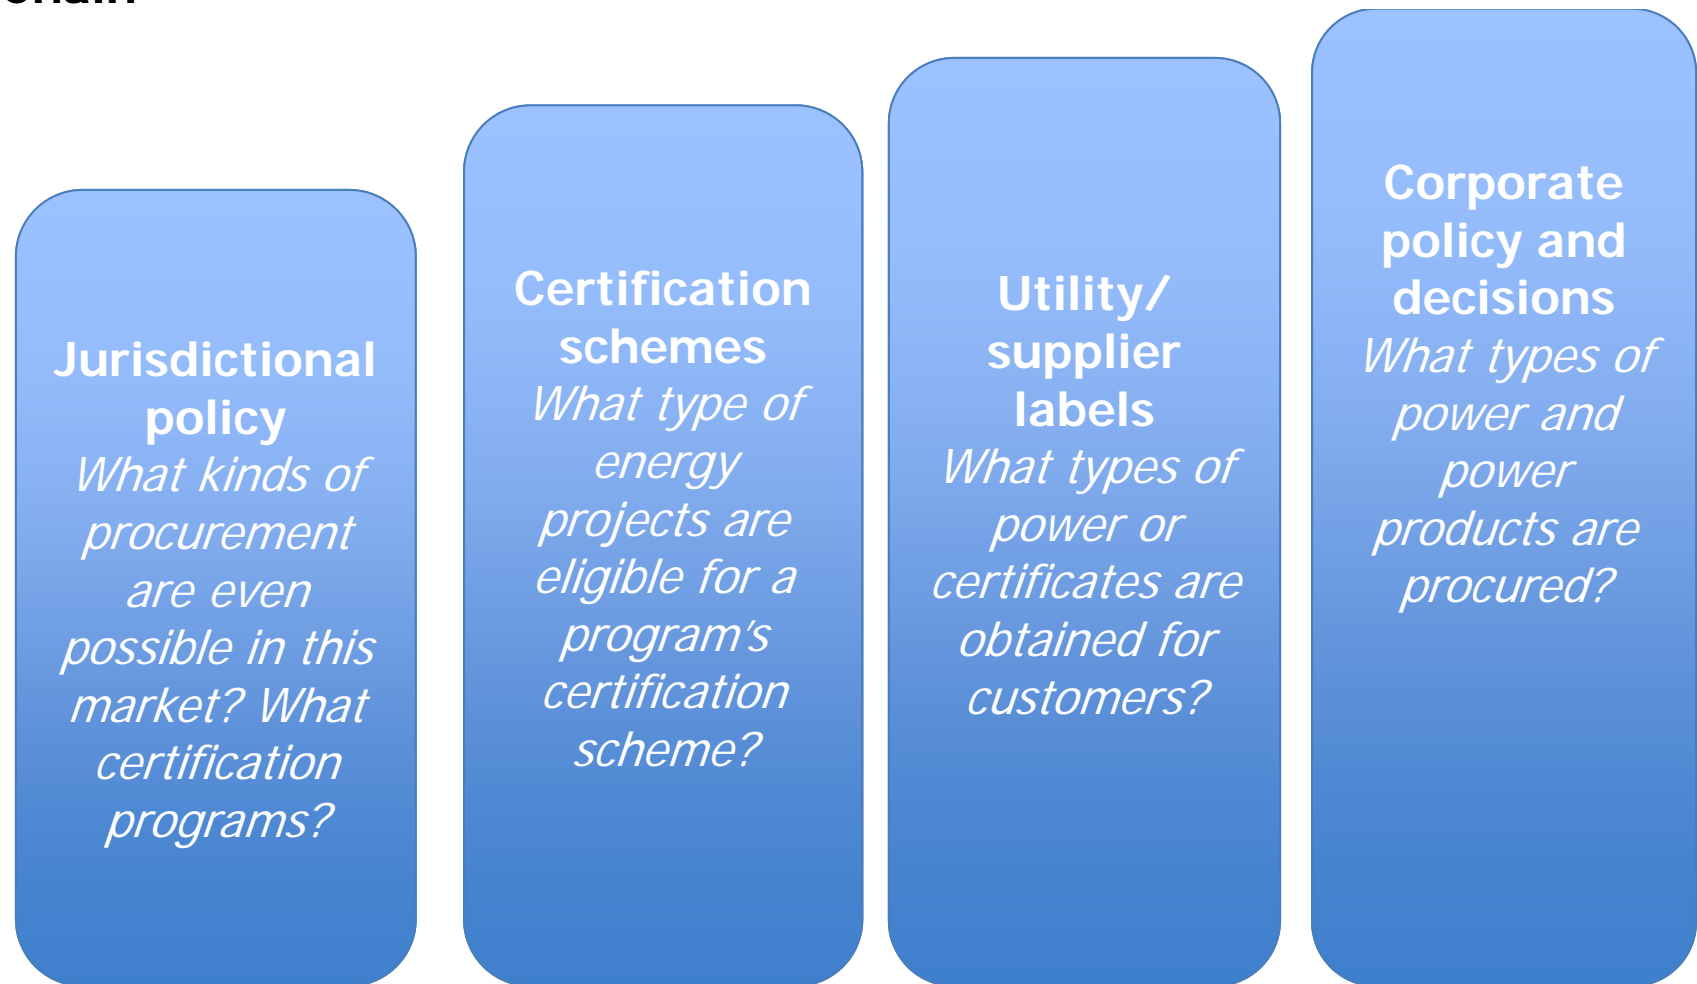 Jurisdictional
policy
What kinds of
procurement
are even
possible in this
market? What
certification
programs?
Certification
schemes
What type of
energy
projects are
eligible for a
program's
certification
scheme?
Utility/
supplier
labels
What types of
power or
certificates are
obtained for
customers?
Corporate
policy and
decisions
What types of
power and
power
products are
procured?